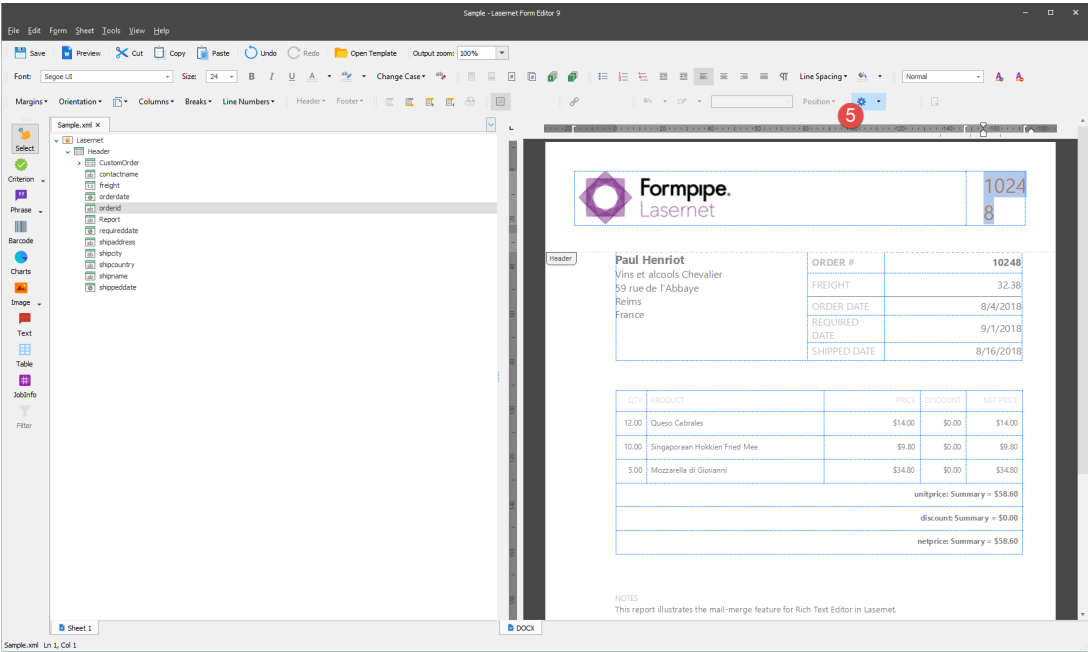 Sample - Lasernet Form Editor 9
File Edit Form Sheet Tools View Help
Save Preview Cut Copy Paste Undo Redo Open Template Output zoom: 100%
Font: Segoe UI Size: 24 B I U A Change Case Line Spacing Normal
Margins Orientation Columns Breaks Line Numbers Header Footer Position
5
Select
Criterion
Phrase
Barcode
Charts
Image
Text
Table
JobInfo
Filter
Sample.xml ×
Lasernet
Header
CustomOrder
contactname
freight
orderdate
orderid
Report
requireddate
shipaddress
shipcity
shipcountry
shipname
shippeddate
Formpipe.
Lasernet
1024
8
Header
Paul Henriot
Vins et alcools Chevalier
59 rue de l'Abbaye
Reims
France
ORDER # 10248
FREIGHT 32.38
ORDER DATE 8/4/2018
REQUIRED
DATE 9/1/2018
SHIPPED DATE 8/16/2018
QTY PRODUCT PRICE DISCOUNT NET PRICE
12.00 Queso Cabrales $14.00 $0.00 $14.00
10.00 Singaporean Hokkien Fried Mee $9.80 $0.00 $9.80
5.00 Mozzarella di Giovanni $34.80 $0.00 $34.80
unitprice: Summary = $58.60
discount: Summary = $0.00
netprice: Summary = $58.60
NOTES
This report illustrates the mail-merge feature for Rich Text Editor in Lasernet.
Sheet 1
DOCX
Sample.xml Ln 1, Col 1